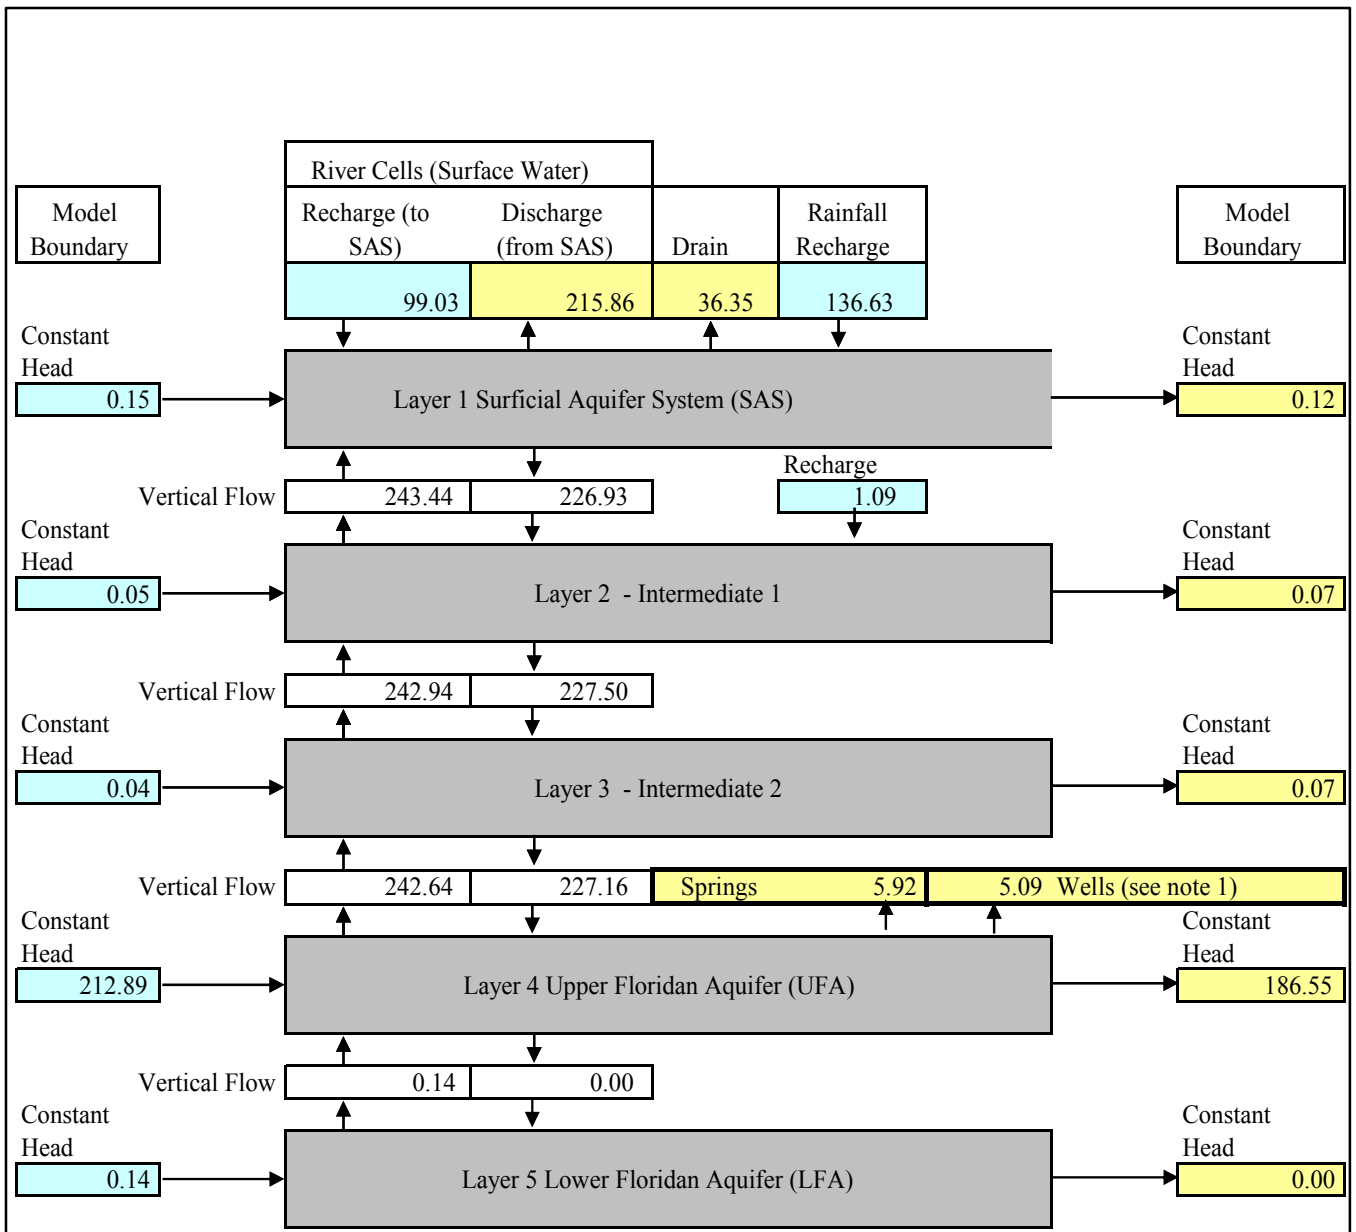 River Cells (Surface Water)
Model Boundary
Recharge (to SAS)
Discharge (from SAS)
Drain
Rainfall Recharge
Model Boundary
99.03 215.86 36.35 136.63
Constant Head
0.15
Layer 1 Surficial Aquifer System (SAS)
Constant Head
0.12
Vertical Flow 243.44 226.93
Recharge
1.09
Constant Head
0.05
Layer 2 - Intermediate 1
Constant Head
0.07
Vertical Flow 242.94 227.50
Constant Head
0.04
Layer 3 - Intermediate 2
Constant Head
0.07
Vertical Flow 242.64 227.16 Springs 5.92 5.09 Wells (see note 1)
Constant Head
212.89
Layer 4 Upper Floridan Aquifer (UFA)
Constant Head
186.55
Vertical Flow 0.14 0.00
Constant Head
0.14
Layer 5 Lower Floridan Aquifer (LFA)
Constant Head
0.00